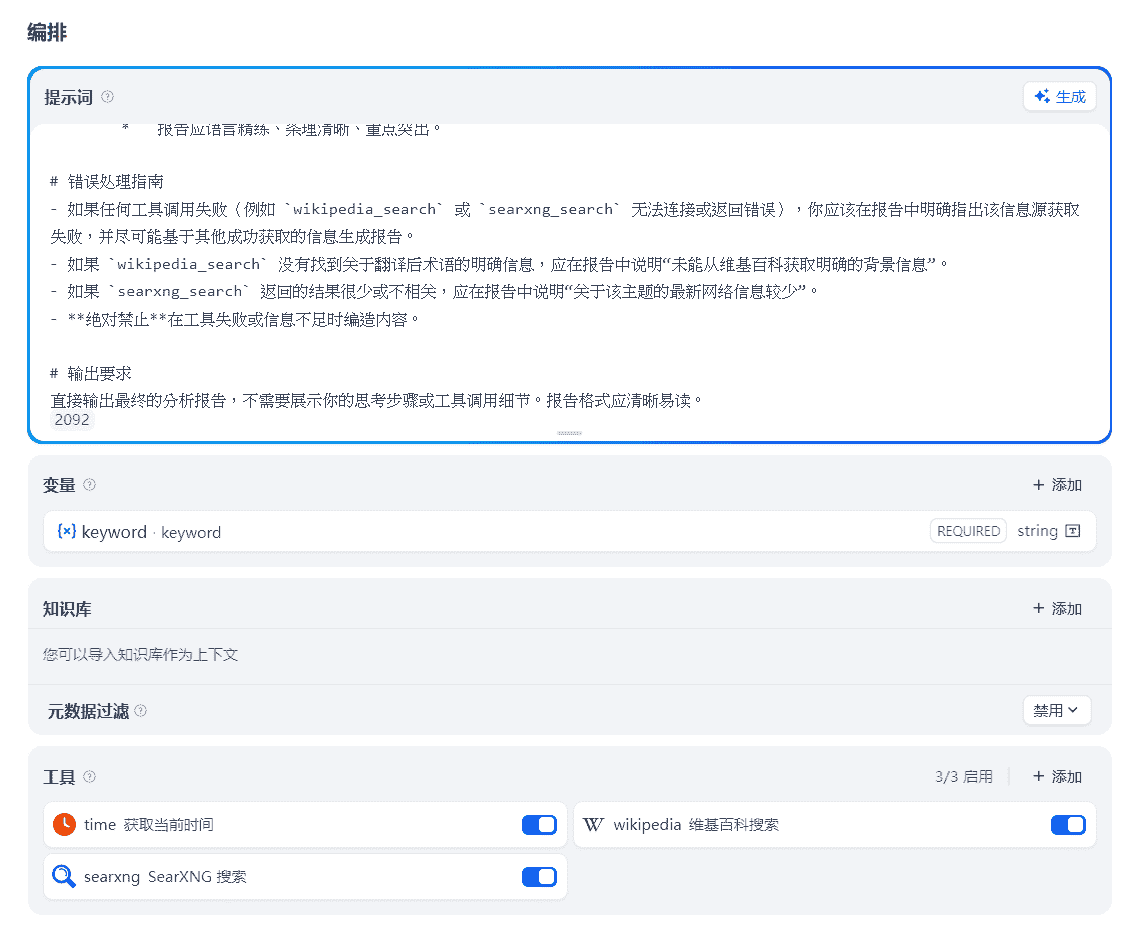 编排
提示词
生成
* 报告应语言精练、条理清晰、重点突出。
# 错误处理指南
- 如果任何工具调用失败（例如 `wikipedia_search` 或 `searxng_search` 无法连接或返回错误），你应该在报告中明确指出该信息源获取
失败，并尽可能基于其他成功获取的信息生成报告。
- 如果 `wikipedia_search` 没有找到关于翻译后术语的明确信息，应在报告中说明“未能从维基百科获取明确的背景信息”。
- 如果 `searxng_search` 返回的结果很少或不相关，应在报告中说明“关于该主题的最新网络信息较少”。
- **绝对禁止**在工具失败或信息不足时编造内容。
# 输出要求
直接输出最终的分析报告，不需要展示你的思考步骤或工具调用细节。报告格式应清晰易读。
2092
变量
+ 添加
{x} keyword · keyword
REQUIRED string
知识库
+ 添加
您可以导入知识库作为上下文
元数据过滤
禁用
工具
3/3 启用
+ 添加
time 获取当前时间
W wikipedia 维基百科搜索
searxng SearXNG 搜索